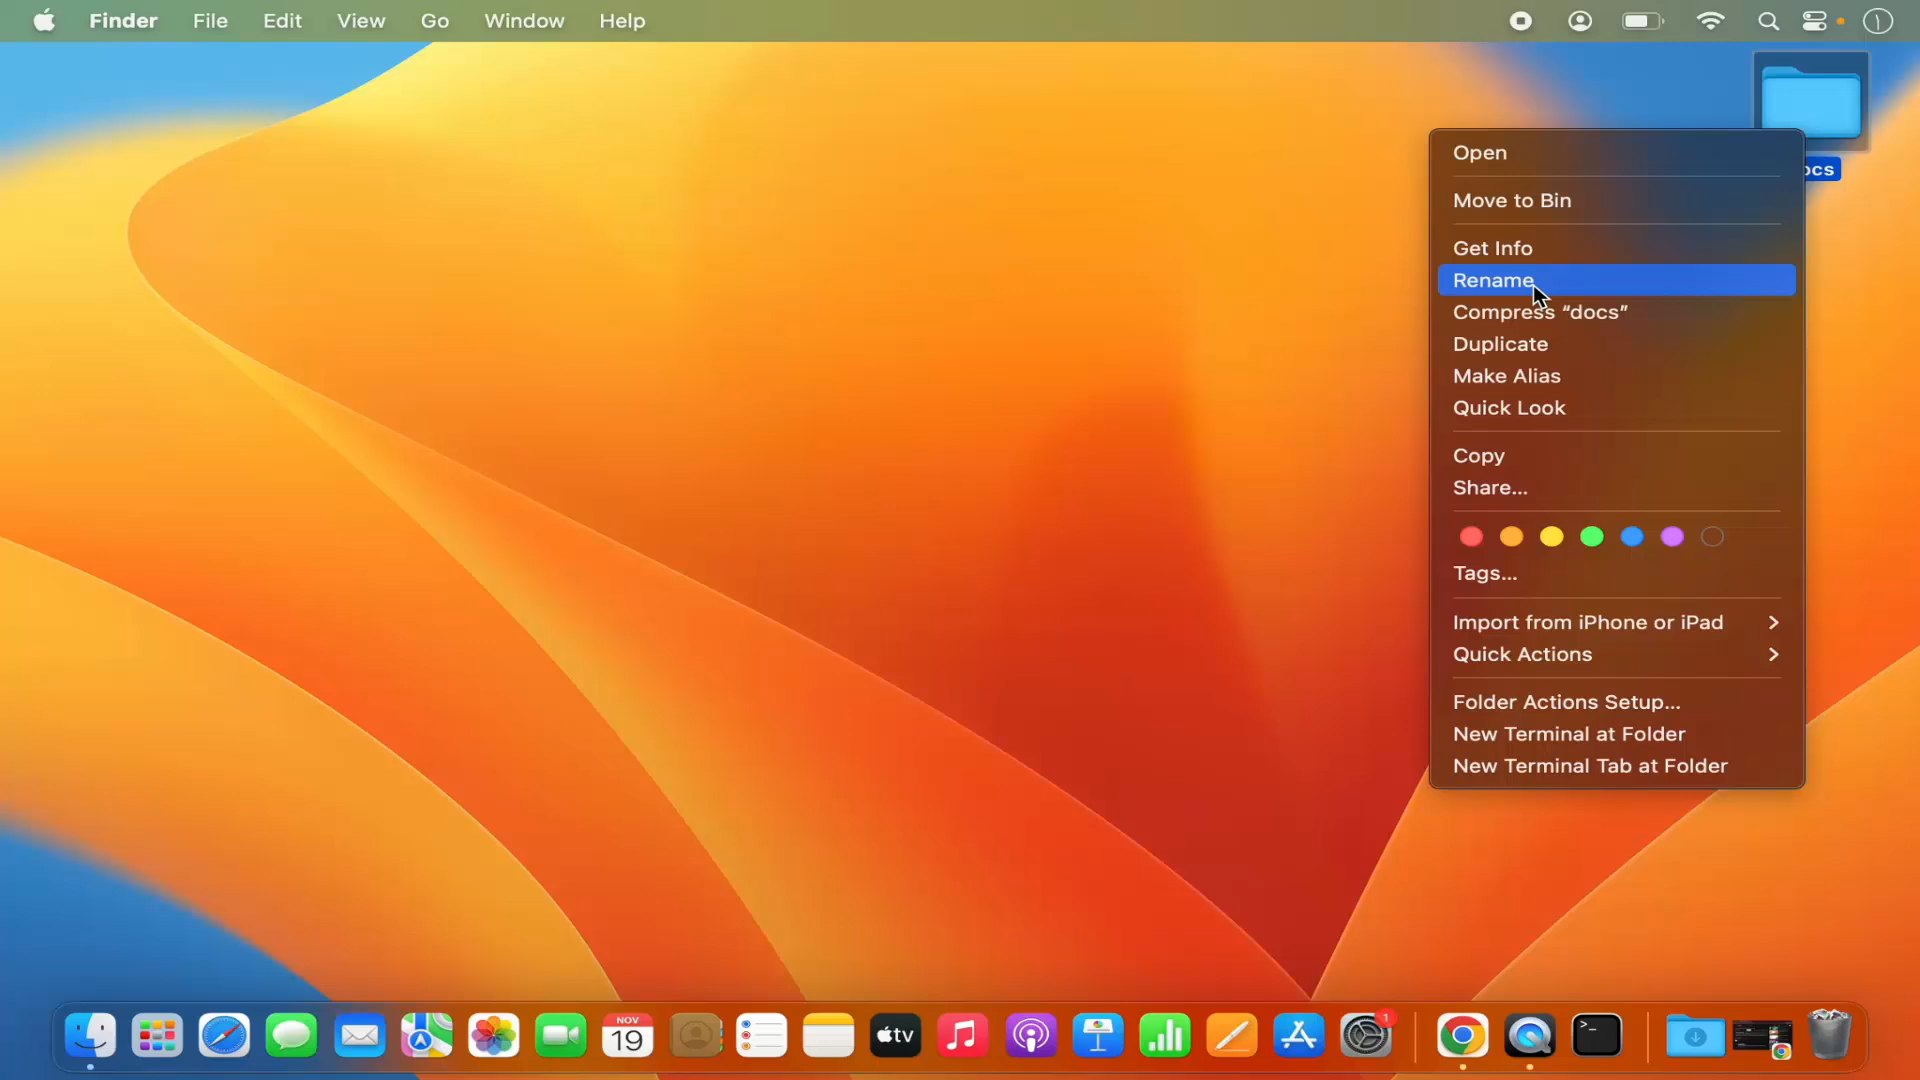 Finder File Edit View Go Window Help
Open
ocs
Move to Bin
Get Info
Rename
Compress “docs”
Duplicate
Make Alias
Quick Look
Copy
Share...
Tags...
Import from iPhone or iPad
Quick Actions
Folder Actions Setup...
New Terminal at Folder
New Terminal Tab at Folder
NOV
19
tv
1
>_